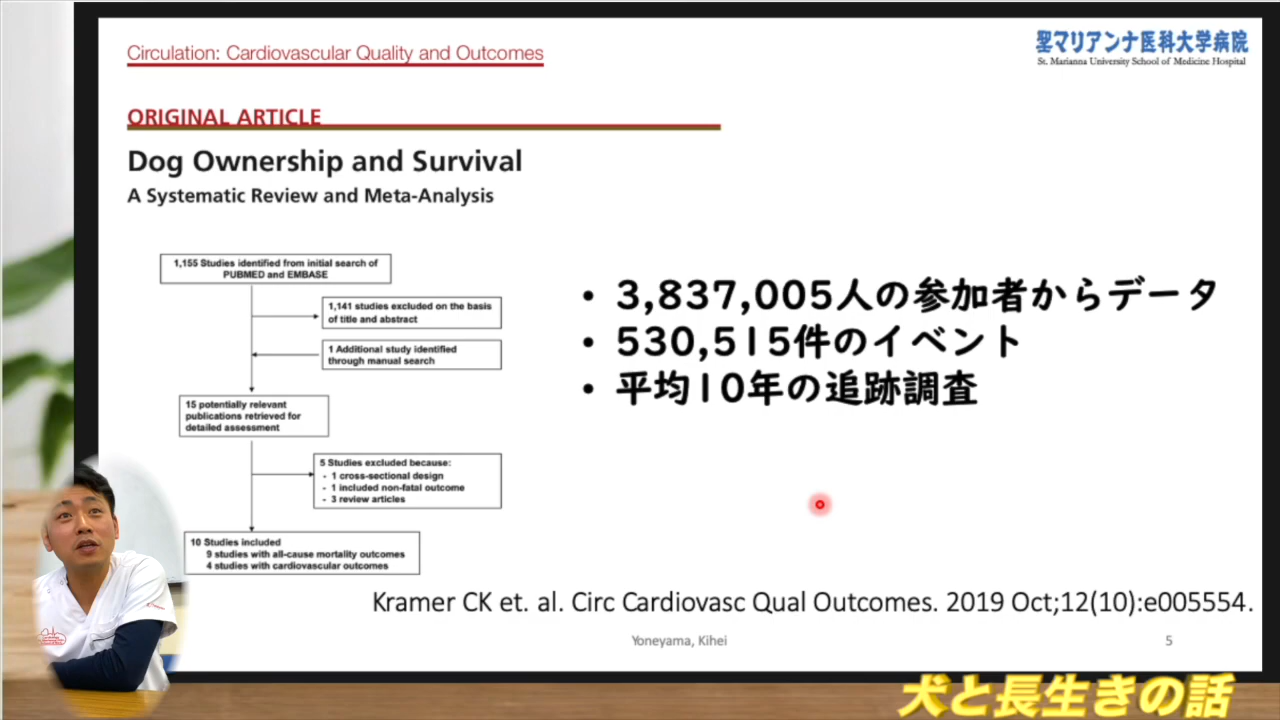 Circulation: Cardiovascular Quality and Outcomes
聖マリアンナ医科大学病院
St. Marianna University School of Medicine Hospital
ORIGINAL ARTICLE
Dog Ownership and Survival
A Systematic Review and Meta-Analysis
1,155 Studies identified from initial search of
PUBMED and EMBASE
1,141 studies excluded on the basis
of title and abstract
1 Additional study identified
through manual search
15 potentially relevant
publications retrieved for
detailed assessment
5 Studies excluded because:
- 1 cross-sectional design
- 1 included non-fatal outcome
- 3 review articles
10 Studies included
9 studies with all-cause mortality outcomes
4 studies with cardiovascular outcomes
• 3,837,005人の参加者からデータ
• 530,515件のイベント
• 平均10年の追跡調査
Kramer CK et. al. Circ Cardiovasc Qual Outcomes. 2019 Oct;12(10):e005554.
Yoneyama, Kihei
5
犬と長生きの話